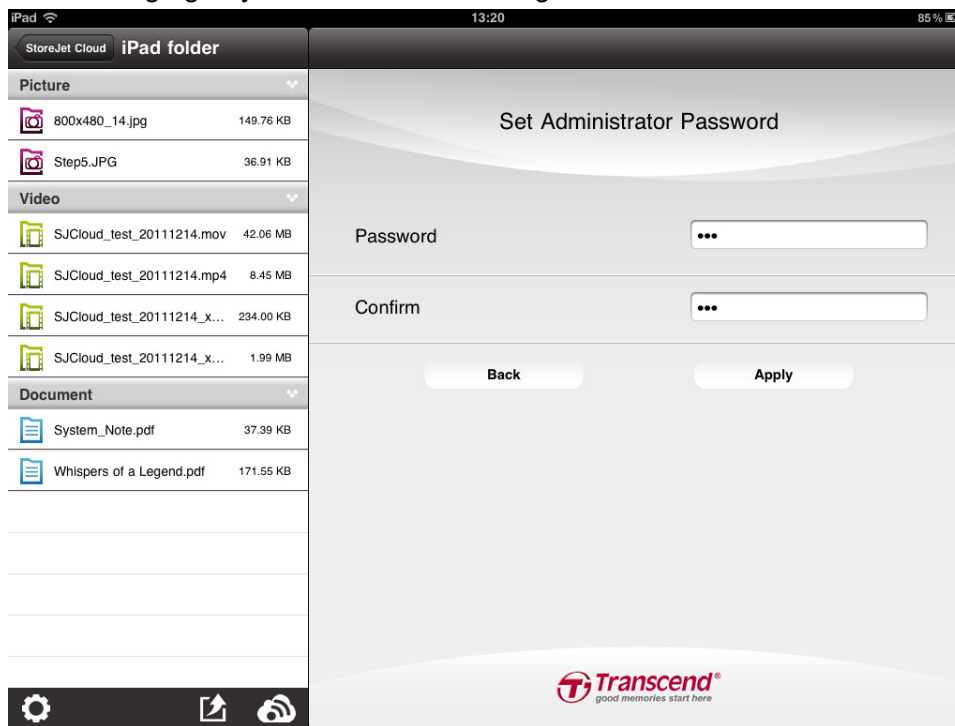 iPad 13:20 85%
StoreJet Cloud iPad folder
Picture
800x480_14.jpg 149.76 KB
Step5.JPG 36.91 KB
Video
SJCloud_test_20111214.mov 42.06 MB
SJCloud_test_20111214.mp4 8.45 MB
SJCloud_test_20111214_x... 234.00 KB
SJCloud_test_20111214_x... 1.99 MB
Document
System_Note.pdf 37.39 KB
Whispers of a Legend.pdf 171.55 KB
Set Administrator Password
Password •••
Confirm •••
Back Apply
Transcend®
good memories start here